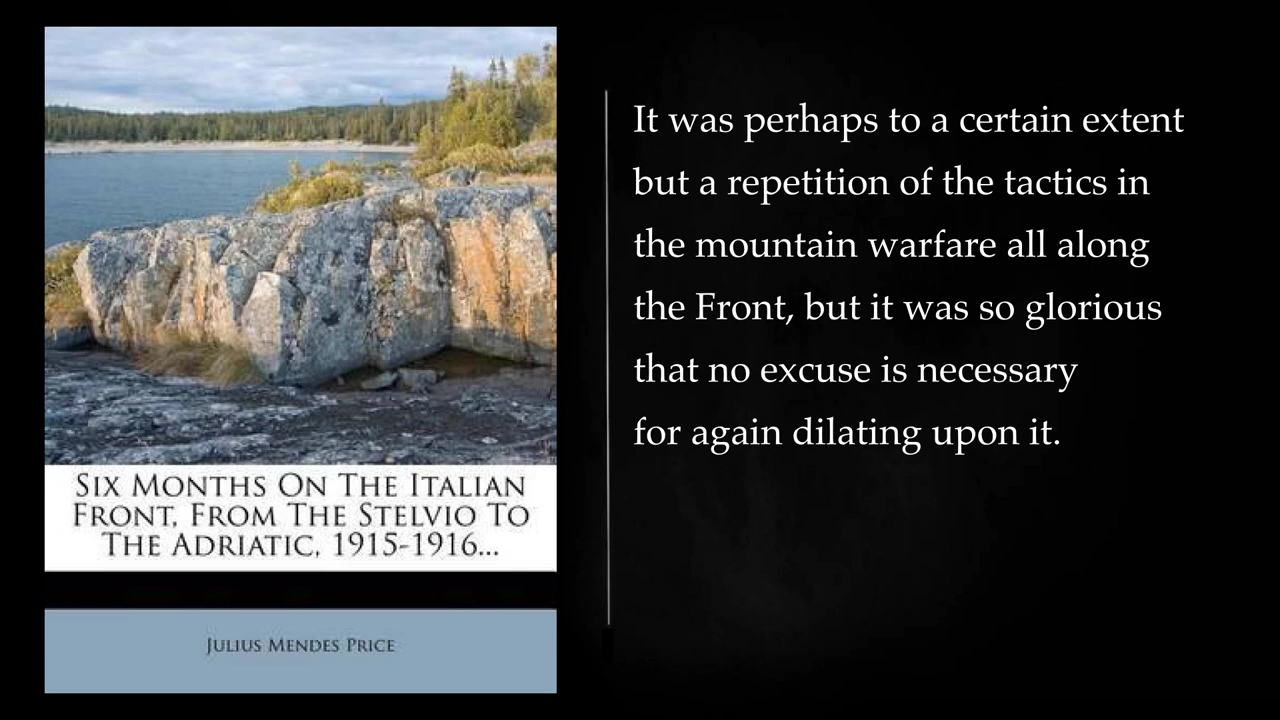 Six Months On The Italian
Front, From The Stelvio To
The Adriatic, 1915-1916...
Julius Mendes Price
It was perhaps to a certain extent
but a repetition of the tactics in
the mountain warfare all along
the Front, but it was so glorious
that no excuse is necessary
for again dilating upon it.